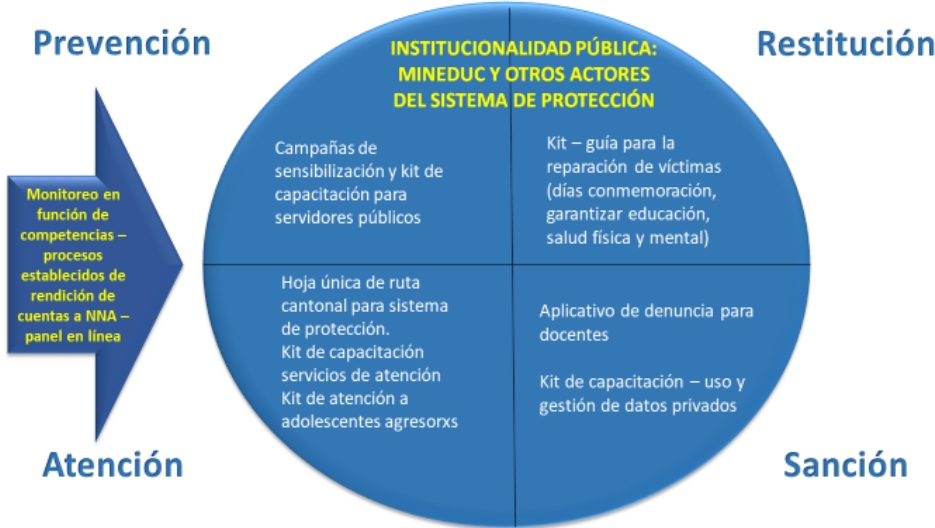 Prevención
Restitución
INSTITUCIONALIDAD PÚBLICA:
MINEDUC Y OTROS ACTORES
DEL SISTEMA DE PROTECCIÓN
Campañas de
sensibilización y kit de
capacitación para
servidores públicos
Kit – guía para la
reparación de víctimas
(días conmemoración,
garantizar educación,
salud física y mental)
Monitoreo en
función de
competencias –
procesos
establecidos de
rendición de
cuentas a NNA –
panel en línea
Hoja única de ruta
cantonal para sistema
de protección.
Kit de capacitación
servicios de atención
Kit de atención a
adolescentes agresorxs
Aplicativo de denuncia para
docentes
Kit de capacitación – uso y
gestión de datos privados
Atención
Sanción